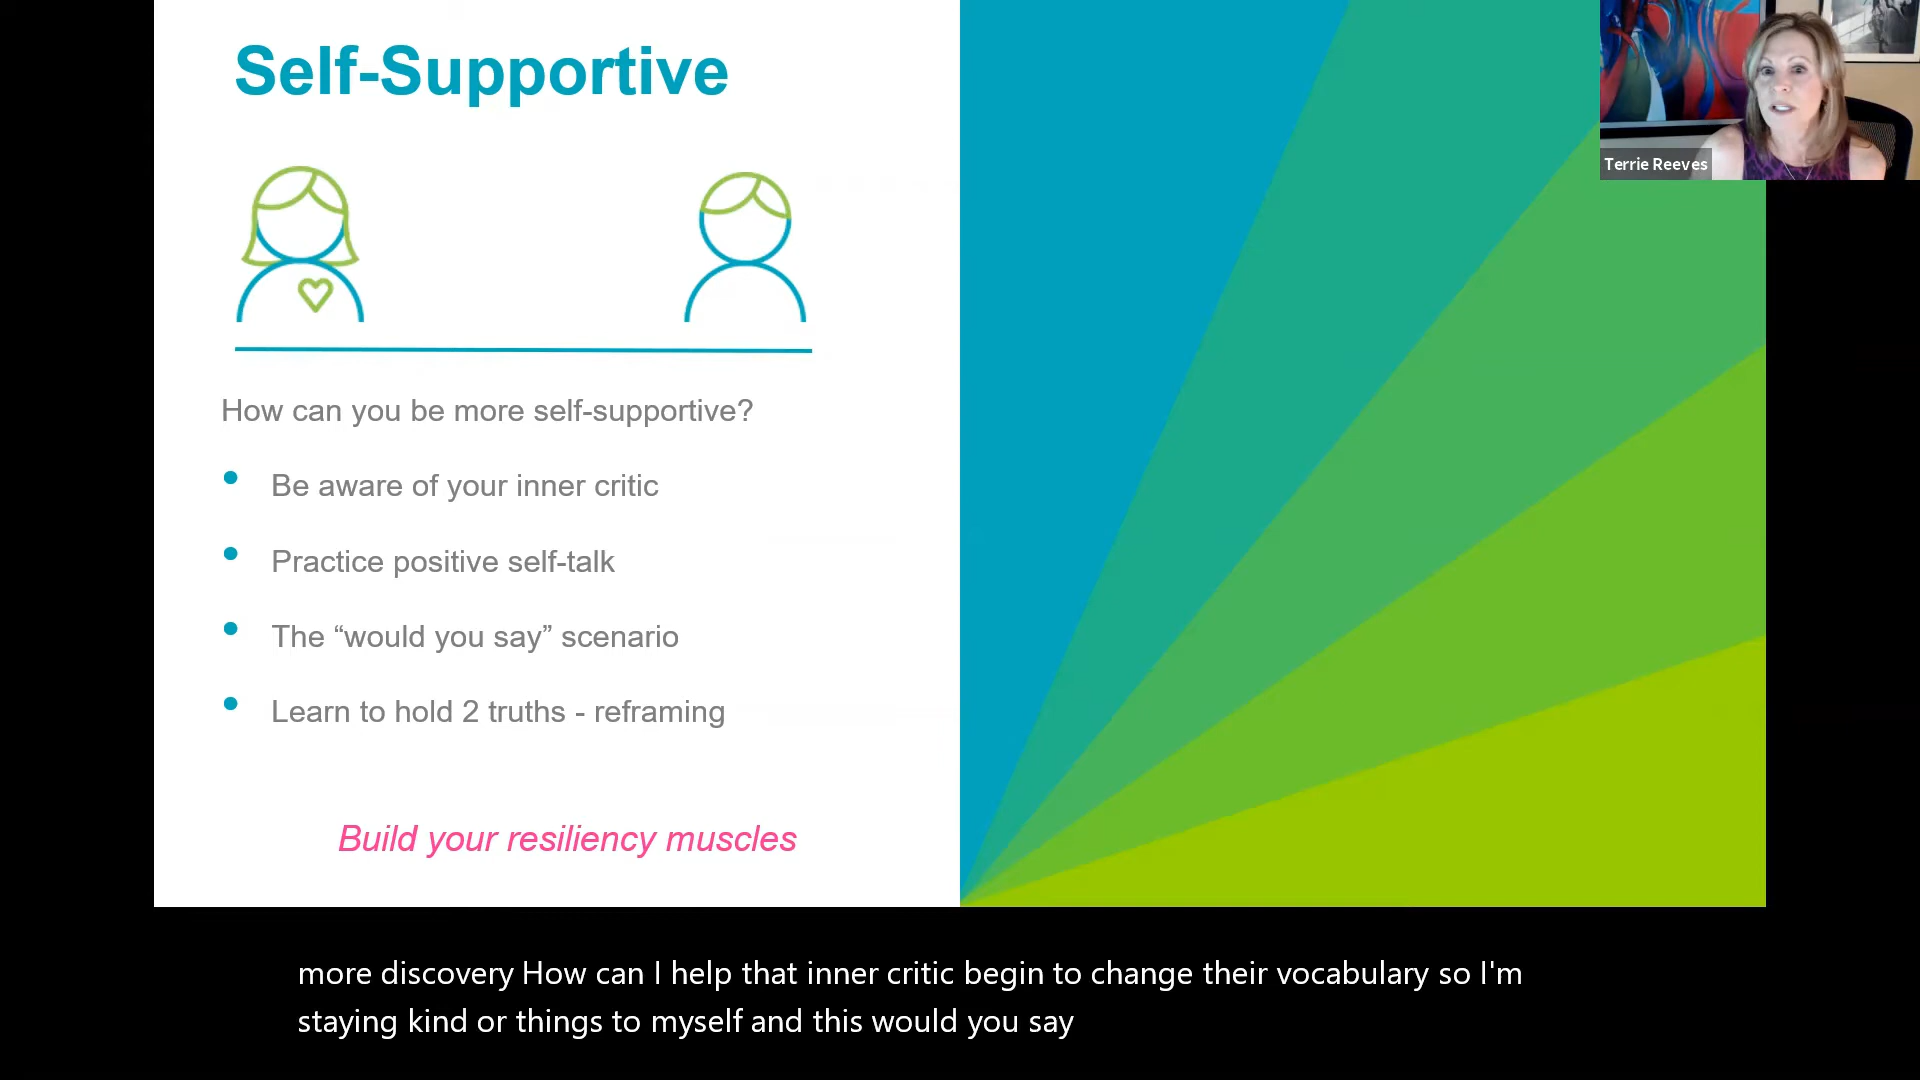 Self-Supportive
Terrie Reeves
How can you be more self-supportive?
Be aware of your inner critic
Practice positive self-talk
The “would you say” scenario
Learn to hold 2 truths - reframing
Build your resiliency muscles
more discovery How can I help that inner critic begin to change their vocabulary so I'm
staying kind or things to myself and this would you say